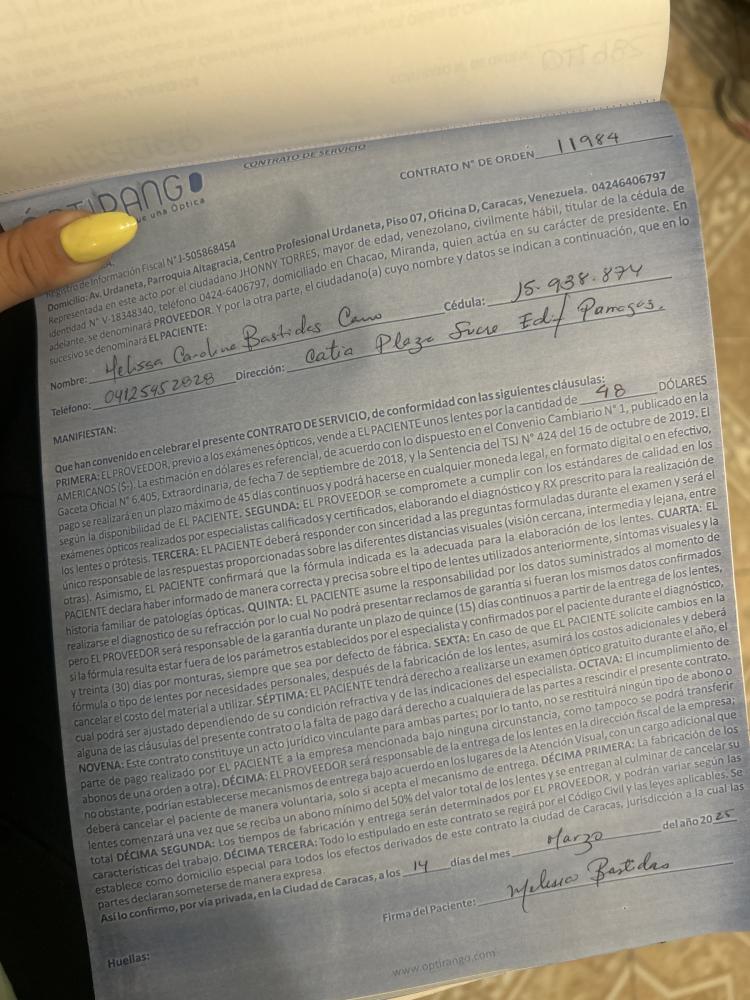 CONTRATO DE SERVICIO
CONTRATO N° DE ORDEN 11984
que una Óptica
Registro de Información Fiscal N° J-505868454
Domicilio: Av. Urdaneta, Parroquia Altagracia, Centro Profesional Urdaneta, Piso 07, Oficina D, Caracas, Venezuela. 04246406797
Representada en este acto por el ciudadano JHONNY TORRES, mayor de edad, venezolano, civilmente hábil, titular de la cédula de
identidad N° V-18348340, teléfono 0424-6406797, domiciliado en Chacao, Miranda, quien actúa en su carácter de presidente. En
adelante, se denominará PROVEEDOR. Y por la otra parte, el ciudadano(a) cuyo nombre y datos se indican a continuación, que en lo
sucesivo se denominará EL PACIENTE:
Nombre: Melissa Carolina Bastidas Cano Cédula: 15.938.874
Teléfono: 04125452828 Dirección: Catia Plaza Sucre Edif Parragas.
MANIFIESTAN:
Que han convenido en celebrar el presente CONTRATO DE SERVICIO, de conformidad con las siguientes cláusulas:
PRIMERA: EL PROVEEDOR, previo a los exámenes ópticos, vende a EL PACIENTE unos lentes por la cantidad de 48 DÓLARES
AMERICANOS ($-). La estimación en dólares es referencial, de acuerdo con lo dispuesto en el Convenio Cambiario N° 1, publicado en la
Gaceta Oficial N° 6.405, Extraordinaria, de fecha 7 de septiembre de 2018, y la Sentencia del TSJ N° 424 del 16 de octubre de 2019. El
pago se realizará en un plazo máximo de 45 días continuos y podrá hacerse en cualquier moneda legal, en formato digital o en efectivo,
según la disponibilidad de EL PACIENTE. SEGUNDA: EL PROVEEDOR se compromete a cumplir con los estándares de calidad en los
exámenes ópticos realizados por especialistas calificados y certificados, elaborando el diagnóstico y RX prescrito para la realización de
los lentes o prótesis. TERCERA: EL PACIENTE deberá responder con sinceridad a las preguntas formuladas durante el examen y será el
único responsable de las respuestas proporcionadas sobre las diferentes distancias visuales (visión cercana, intermedia y lejana, entre
otras). Asimismo, EL PACIENTE confirmará que la fórmula indicada es la adecuada para la elaboración de los lentes. CUARTA: EL
PACIENTE declara haber informado de manera correcta y precisa sobre el tipo de lentes utilizados anteriormente, síntomas visuales y la
historia familiar de patologías ópticas. QUINTA: EL PACIENTE asume la responsabilidad por los datos suministrados al momento de
realizarse el diagnostico de su refracción por lo cual No podrá presentar reclamos de garantía si fueran los mismos datos confirmados
pero EL PROVEEDOR será responsable de la garantía durante un plazo de quince (15) días continuos a partir de la entrega de los lentes,
si la fórmula resulta estar fuera de los parámetros establecidos por el especialista y confirmados por el paciente durante el diagnóstico,
y treinta (30) días por monturas, siempre que sea por defecto de fábrica. SEXTA: En caso de que EL PACIENTE solicite cambios en la
fórmula o tipo de lentes por necesidades personales, después de la fabricación de los lentes, asumirá los costos adicionales y deberá
cancelar el costo del material a utilizar. SÉPTIMA: EL PACIENTE tendrá derecho a realizarse un examen óptico gratuito durante el año, el
cual podrá ser ajustado dependiendo de su condición refractiva y de las indicaciones del especialista. OCTAVA: El incumplimiento de
alguna de las cláusulas del presente contrato o la falta de pago dará derecho a cualquiera de las partes a rescindir el presente contrato.
NOVENA: Este contrato constituye un acto jurídico vinculante para ambas partes; por lo tanto, no se restituirá ningún tipo de abono o
parte de pago realizado por EL PACIENTE a la empresa mencionada bajo ninguna circunstancia, como tampoco se podrá transferir
abonos de una orden a otra). DÉCIMA: EL PROVEEDOR será responsable de la entrega de los lentes en la dirección fiscal de la empresa;
no obstante, podrían establecerse mecanismos de entrega bajo acuerdo en los lugares de la Atención Visual, con un cargo adicional que
deberá cancelar el paciente de manera voluntaria, solo si acepta el mecanismo de entrega. DÉCIMA PRIMERA: La fabricación de los
lentes comenzará una vez que se reciba un abono mínimo del 50% del valor total de los lentes y se entregan al culminar de cancelar su
total DÉCIMA SEGUNDA: Los tiempos de fabricación y entrega serán determinados por EL PROVEEDOR, y podrán variar según las
características del trabajo. DÉCIMA TERCERA: Todo lo estipulado en este contrato se regirá por el Código Civil y las leyes aplicables. Se
establece como domicilio especial para todos los efectos derivados de este contrato la ciudad de Caracas, jurisdicción a la cual las
partes declaran someterse de manera expresa.
Así lo confirmo, por vía privada, en la Ciudad de Caracas, a los 14 días del mes Marzo del año 2025
Firma del Paciente: Melissa Bastidas
Huellas:
www.optirango.com